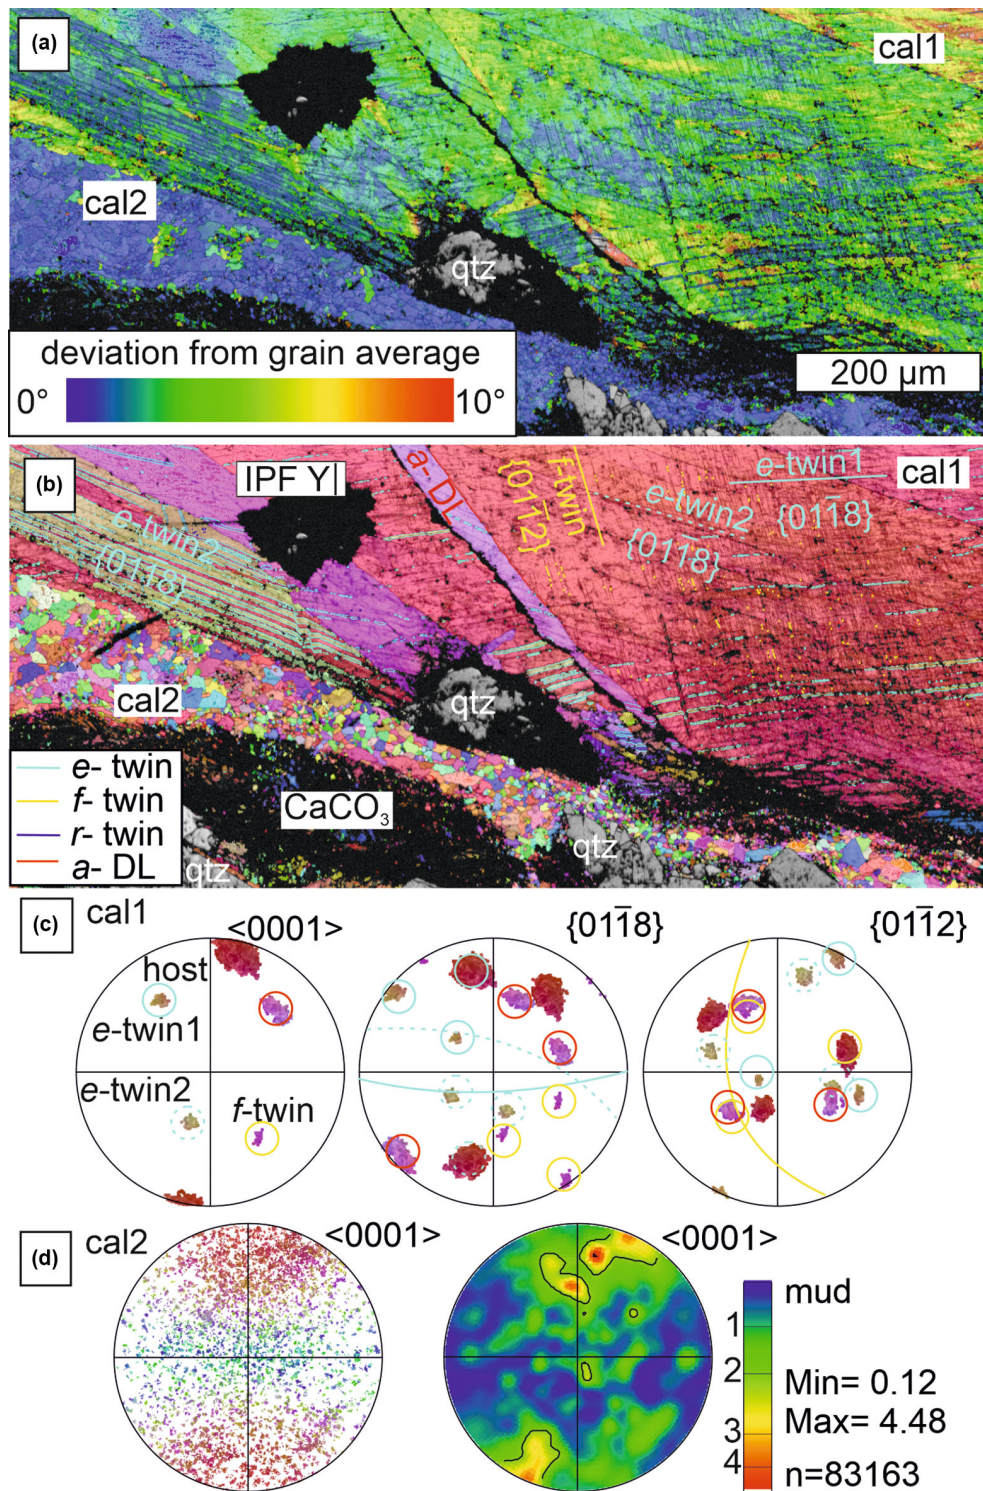 (a)
cal1
cal2
qtz
deviation from grain average
0°
10°
200 µm
(b)
IPF Y|
a- DL
f-twin
{011̅2}
e-twin1
cal1
e-twin2
{011̅8}
{011̅8}
e-twin2
{011̅8}
cal2
qtz
e- twin
f- twin
r- twin
a- DL
CaCO₃
qtz
qtz
(c)
cal1
<0001>
{011̅8}
{011̅2}
host
e-twin1
e-twin2
f-twin
(d)
cal2
<0001>
<0001>
mud
1
2
3
4
Min= 0.12
Max= 4.48
n=83163